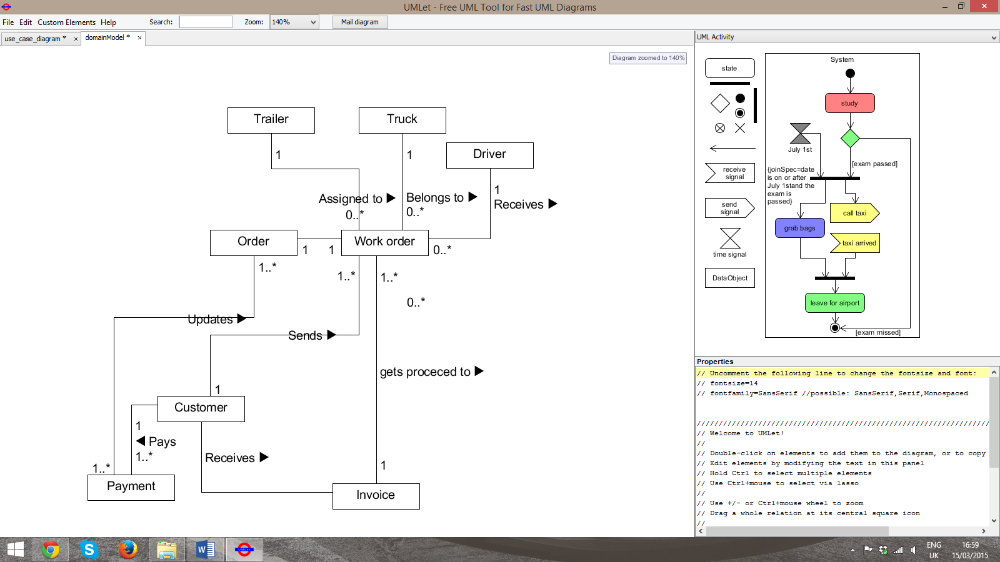 UMLet - Free UML Tool for Fast UML Diagrams
File Edit Custom Elements Help Search: Zoom: 140% Mail diagram
use_case_diagram * domainModel *
Diagram zoomed to 140%
Trailer
Truck
Driver
1
1
1
Assigned to
Belongs to
Receives
0..*
0..*
Order
Work order
1
1
0..*
1..*
1..*
1..*
0..*
Updates
Sends
gets proceced to
1
Customer
1
Pays
1..*
Receives
1..*
1
Payment
Invoice
UML Activity
state
receive
signal
send
signal
time signal
DataObject
System
study
July 1st
[exam passed]
{joinSpec=date
is on or after
July 1stand the
exam is
passed}
call taxi
grab bags
taxi arrived
leave for airport
[exam missed]
Properties
// Uncomment the following line to change the fontsize and font:
// fontsize=14
// fontfamily=SansSerif //possible: SansSerif,Serif,Monospaced
//////////////////////////////////////////////////////////////////
// Welcome to UMLet!
//
// Double-click on elements to add them to the diagram, or to copy
// Edit elements by modifying the text in this panel
// Hold Ctrl to select multiple elements
// Use Ctrl+mouse to select via lasso
//
// Use +/- or Ctrl+mouse wheel to zoom
// Drag a whole relation at its central square icon
//
ENG
UK
16:59
15/03/2015